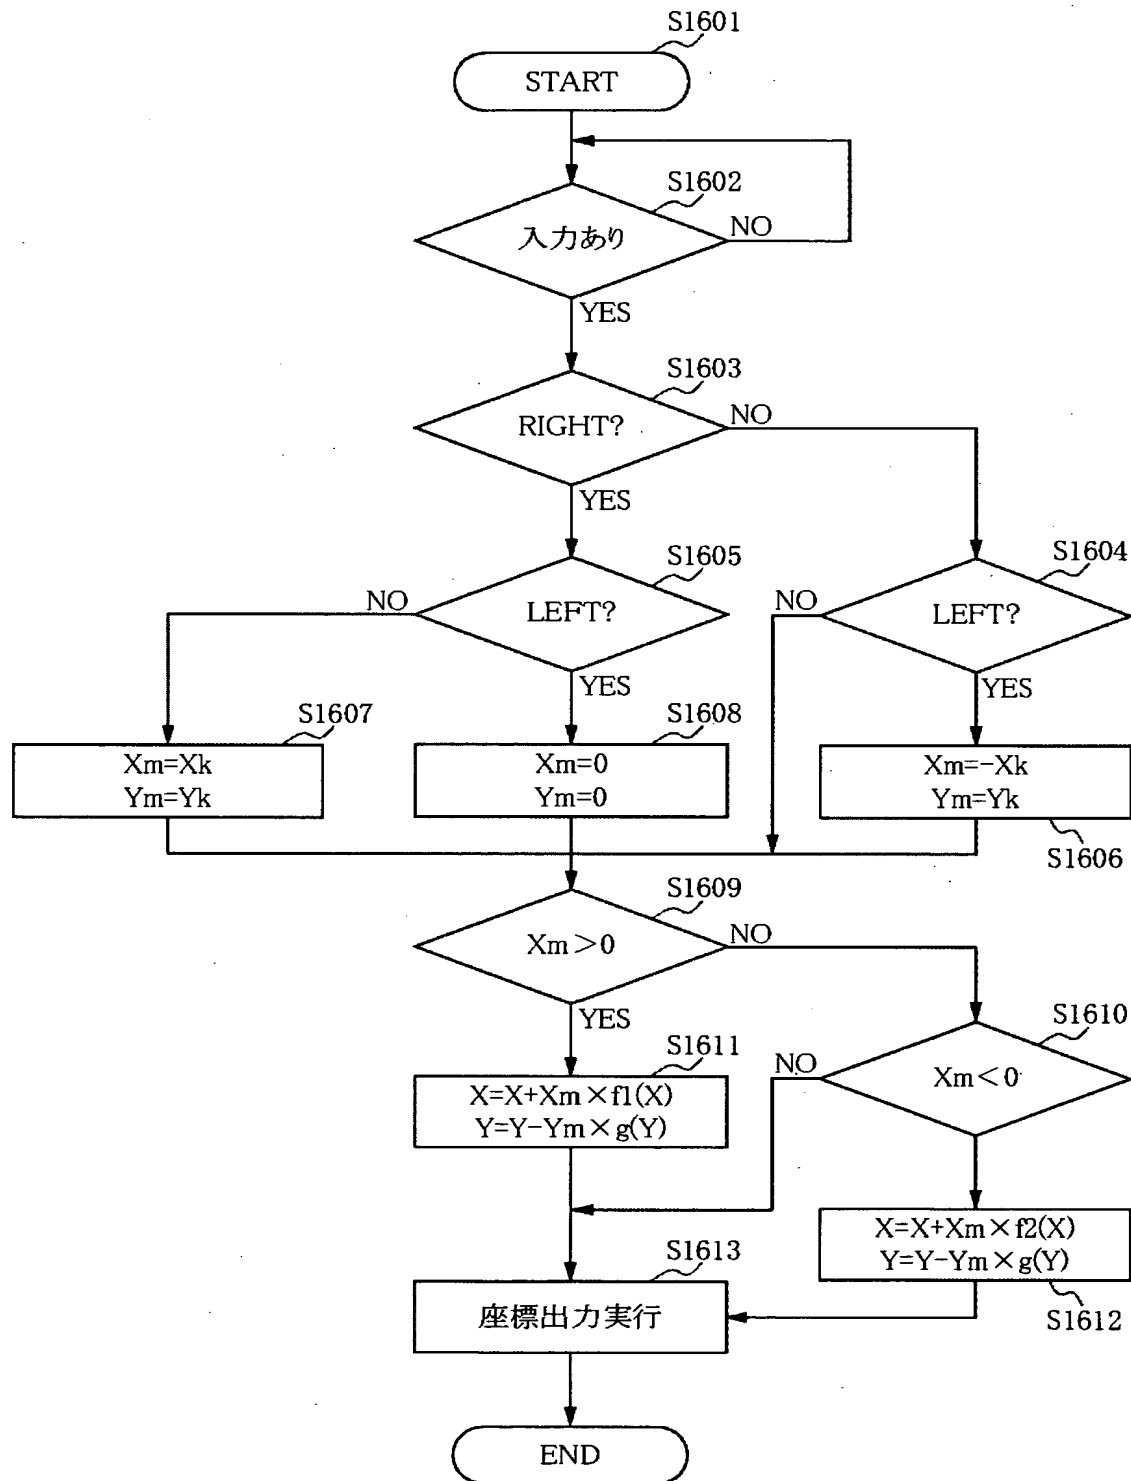 S1601
START
S1602
入力あり
NO
YES
S1603
RIGHT?
NO
YES
S1605
S1604
NO
LEFT?
NO
LEFT?
YES
YES
S1607
S1608
Xm=Xk
Ym=Yk
Xm=0
Ym=0
Xm=-Xk
Ym=Yk
S1606
S1609
Xm>0
NO
YES
S1610
S1611
NO
Xm<0
X=X+Xm×f1(X)
Y=Y-Ym×g(Y)
X=X+Xm×f2(X)
Y=Y-Ym×g(Y)
S1613
S1612
座標出力実行
END